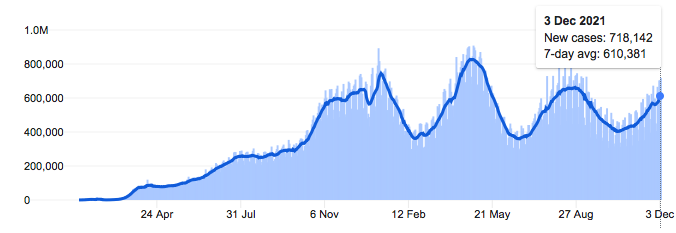 3 Dec 2021
New cases: 718,142
7-day avg: 610,381
1.0M
800,000
600,000
400,000
200,000
0
24 Apr 31 Jul 6 Nov 12 Feb 21 May 27 Aug 3 Dec